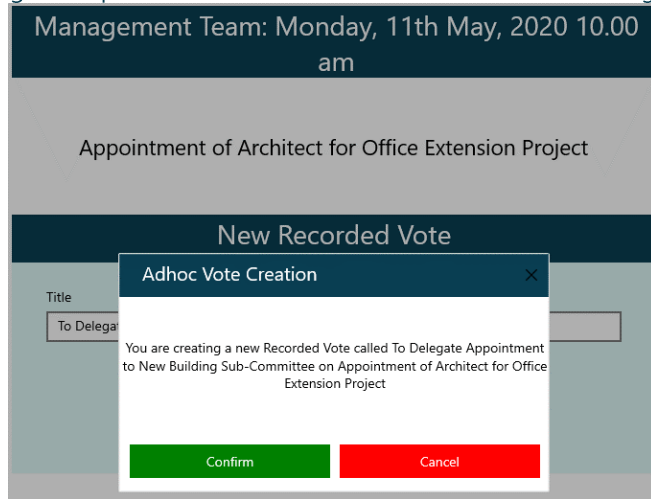 Management Team: Monday, 11th May, 2020 10.00
am
Appointment of Architect for Office Extension Project
New Recorded Vote
Adhoc Vote Creation
Title
To Delega
You are creating a new Recorded Vote called To Delegate Appointment
to New Building Sub-Committee on Appointment of Architect for Office
Extension Project
Confirm Cancel